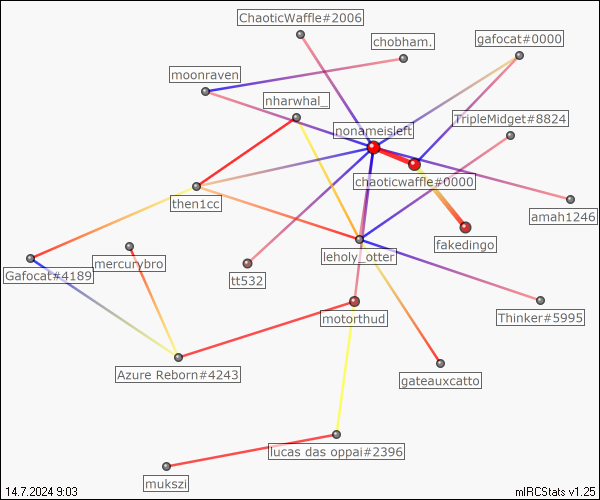 ChaoticWaffle#2006
chobham.
gafocat#0000
moonraven
nharwhal_
nonameisleft
TripleMidget#8824
chaoticwaffle#0000
then1cc
amah1246
fakedingo
leholy_otter
mercurybro
Gafocat#4189
tt532
motorthud
Thinker#5995
Azure Reborn#4243
gateauxcatto
lucas das oppai#2396
mukszi
14.7.2024 9:03
mIRCStats v1.25